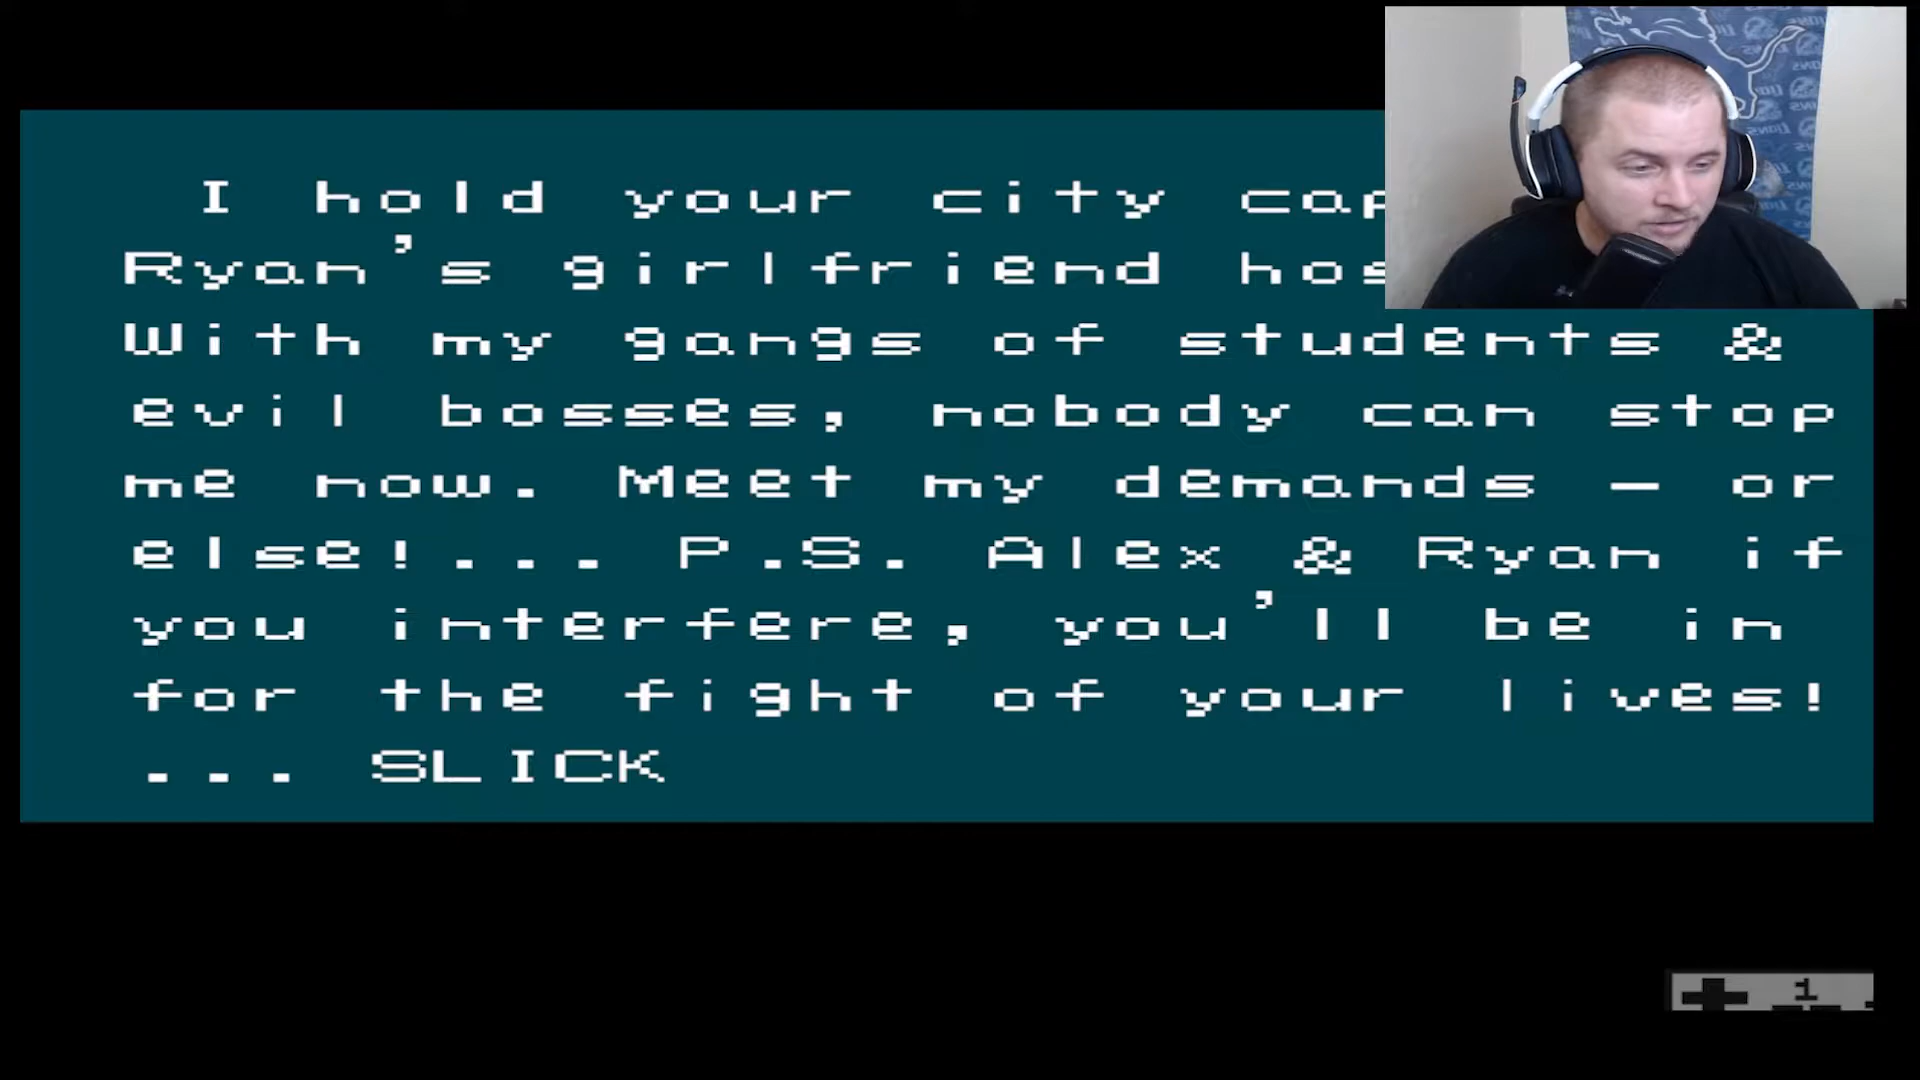 I hold your city
Ryan's girlfriend
With my gangs of students &
evil bosses, nobody can stop
me now. Meet my demands - or
else!... P.S. Alex & Ryan if
you interfere, you'll be in
for the fight of your lives!
... SLICK
1